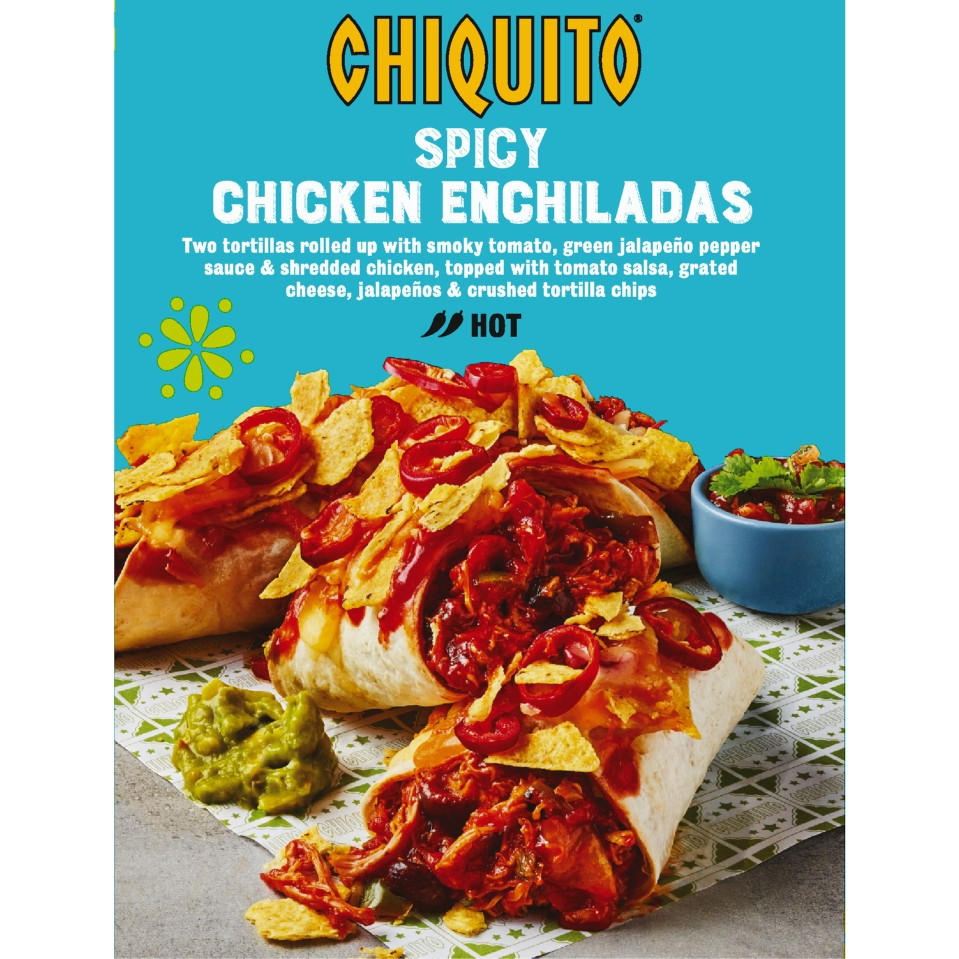 CHIQUITO®
SPICY
CHICKEN ENCHILADAS
Two tortillas rolled up with smoky tomato, green jalapeño pepper
sauce & shredded chicken, topped with tomato salsa, grated
cheese, jalapeños & crushed tortilla chips
HOT
CHIQUITO